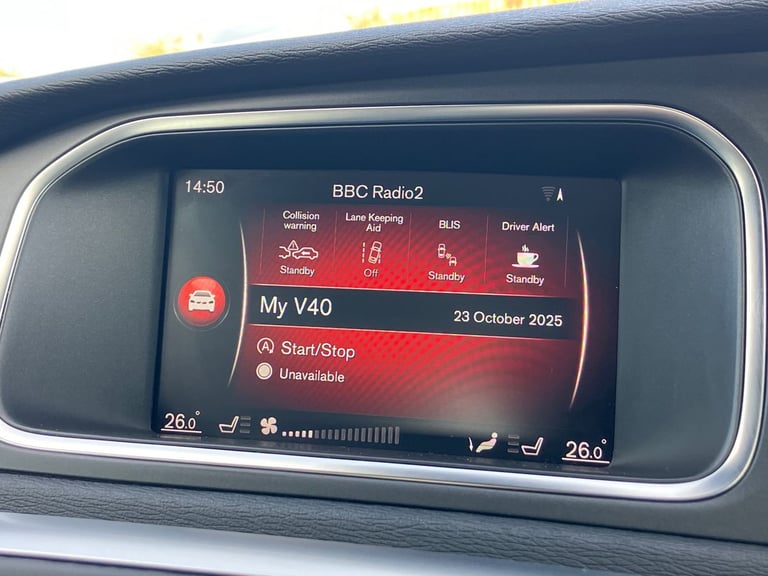 14:50
BBC Radio2
Collision
warning
Standby
Lane Keeping
Aid
Off
BLIS
Standby
Driver Alert
Standby
My V40
23 October 2025
Start/Stop
Unavailable
26.0°
26.0°